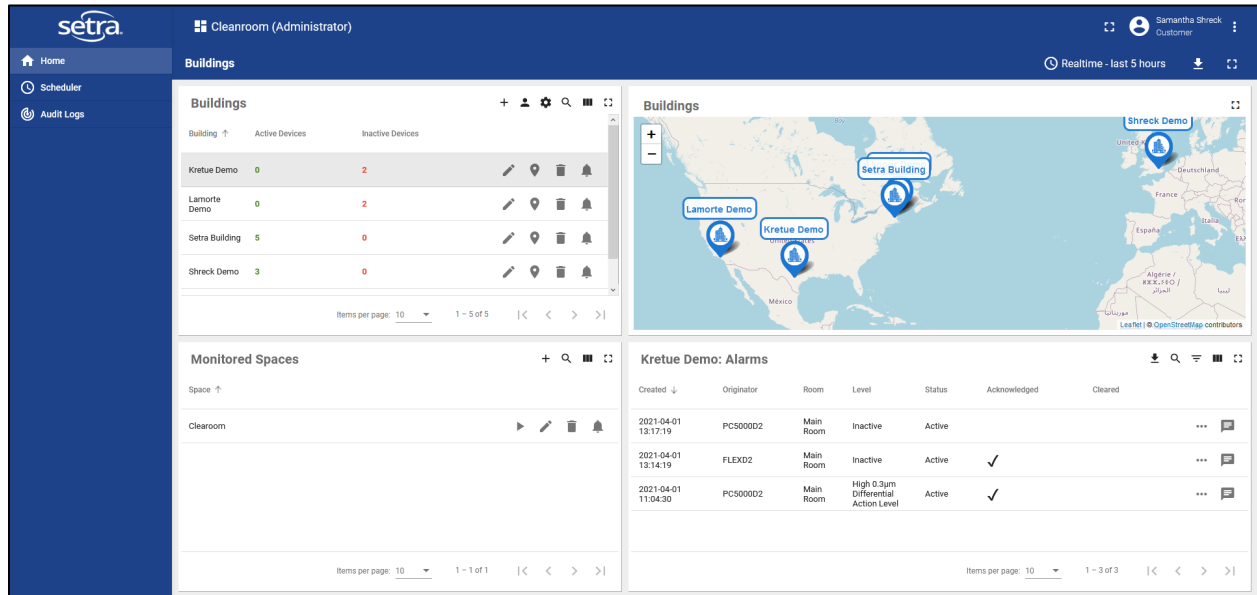 setra.
Cleanroom (Administrator)
Samantha Shreck
Customer
Home
Scheduler
Audit Logs
Buildings
Realtime - last 5 hours
Buildings
Building ↑ Active Devices Inactive Devices
Kretue Demo 0 2
Lamorte
Demo 0 2
Setra Building 5 0
Shreck Demo 3 0
Items per page: 10 1 – 5 of 5
Buildings
+
−
Shreck Demo
Setra Building
Lamorte Demo
Kretue Demo
Bay
United
Deutschland
France
Italia
España
México
Algérie /
الجزائر
ليبيا
موريتانيا
Leaflet | © OpenStreetMap contributors
Monitored Spaces
Space ↑
Clearoom
Items per page: 10 1 – 1 of 1
Kretue Demo: Alarms
Created ↓ Originator Room Level Status Acknowledged Cleared
2021-04-01
13:17:19 PC5000D2 Main
Room Inactive Active
2021-04-01
13:14:19 FLEXD2 Main
Room Inactive Active ✓
2021-04-01
11:04:30 PC5000D2 Main
Room High 0.3μm
Differential
Action Level Active ✓
Items per page: 10 1 – 3 of 3